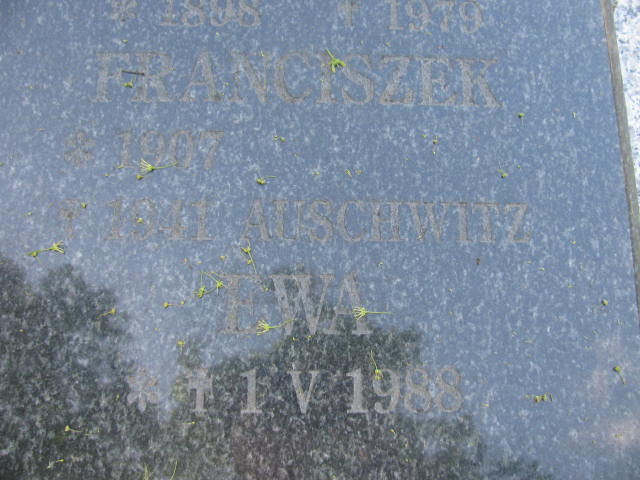 * 1898 † 1979
FRANCISZEK
* 1907
† 1941 AUSCHWITZ
EWA
* † 1 V 1988